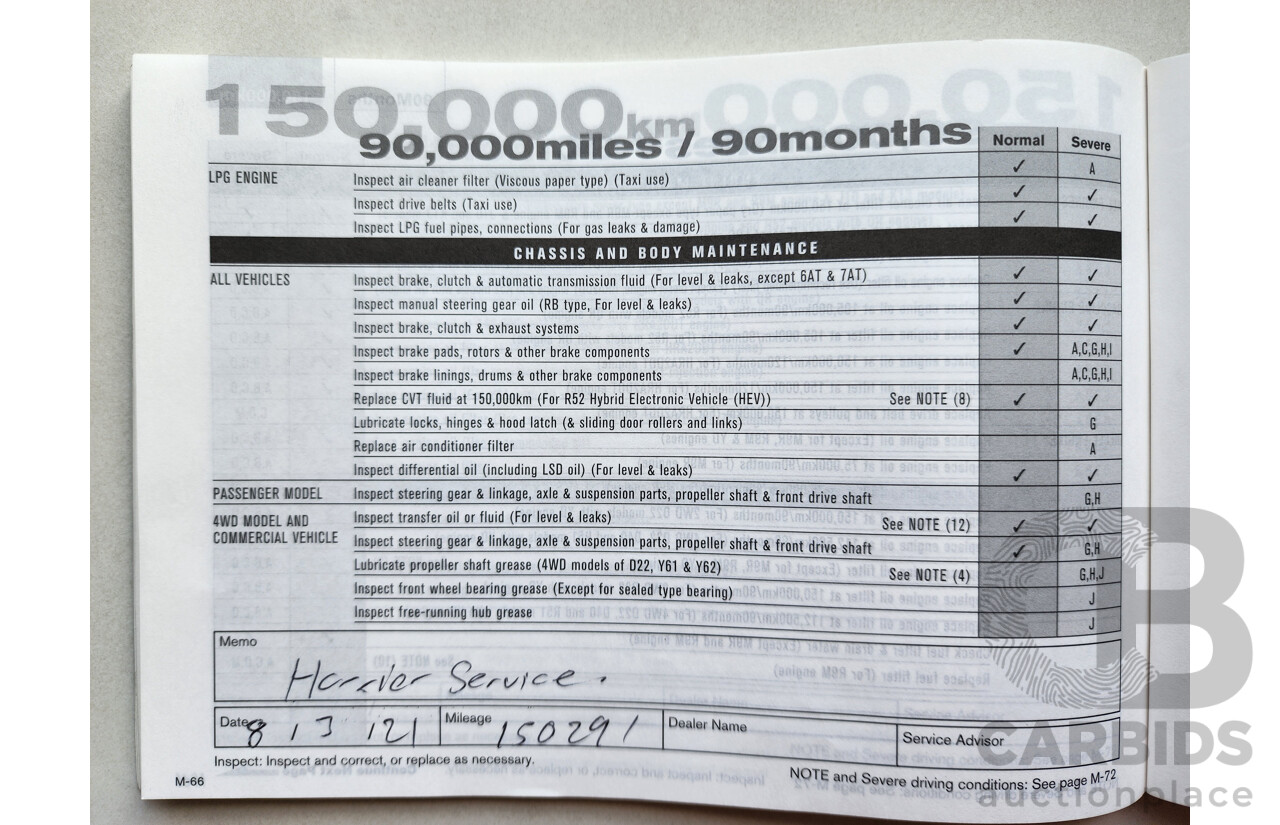 150,000km
90,000miles / 90months
Normal Severe
LPG ENGINE Inspect air cleaner filter (Viscous paper type) (Taxi use) ✓ A
Inspect drive belts (Taxi use) ✓ ✓
Inspect LPG fuel pipes, connections (For gas leaks & damage) ✓ ✓
CHASSIS AND BODY MAINTENANCE
ALL VEHICLES Inspect brake, clutch & automatic transmission fluid (For level & leaks, except 6AT & 7AT) ✓ ✓
Inspect manual steering gear oil (RB type, For level & leaks) ✓ ✓
Inspect brake, clutch & exhaust systems ✓ ✓
Inspect brake pads, rotors & other brake components ✓ A,C,G,H,I
Inspect brake linings, drums & other brake components A,C,G,H,I
Replace CVT fluid at 150,000km (For R52 Hybrid Electronic Vehicle (HEV)) See NOTE (8) ✓ ✓
Lubricate locks, hinges & hood latch (& sliding door rollers and links) G
Replace air conditioner filter A
Inspect differential oil (including LSD oil) (For level & leaks) ✓ ✓
PASSENGER MODEL Inspect steering gear & linkage, axle & suspension parts, propeller shaft & front drive shaft G,H
4WD MODEL AND Inspect transfer oil or fluid (For level & leaks) See NOTE (12) ✓ ✓
COMMERCIAL VEHICLE Inspect steering gear & linkage, axle & suspension parts, propeller shaft & front drive shaft ✓ G,H
Lubricate propeller shaft grease (4WD models of D22, Y61 & Y62) See NOTE (4) G,H,J
Inspect front wheel bearing grease (Except for sealed type bearing) J
Inspect free-running hub grease J
Memo
Service.
Date 8 / 3 / 21 Mileage 150291 Dealer Name Service Advisor
Inspect: Inspect and correct, or replace as necessary.
M-66 NOTE and Severe driving conditions: See page M-72
CARBIDS
auctionplace